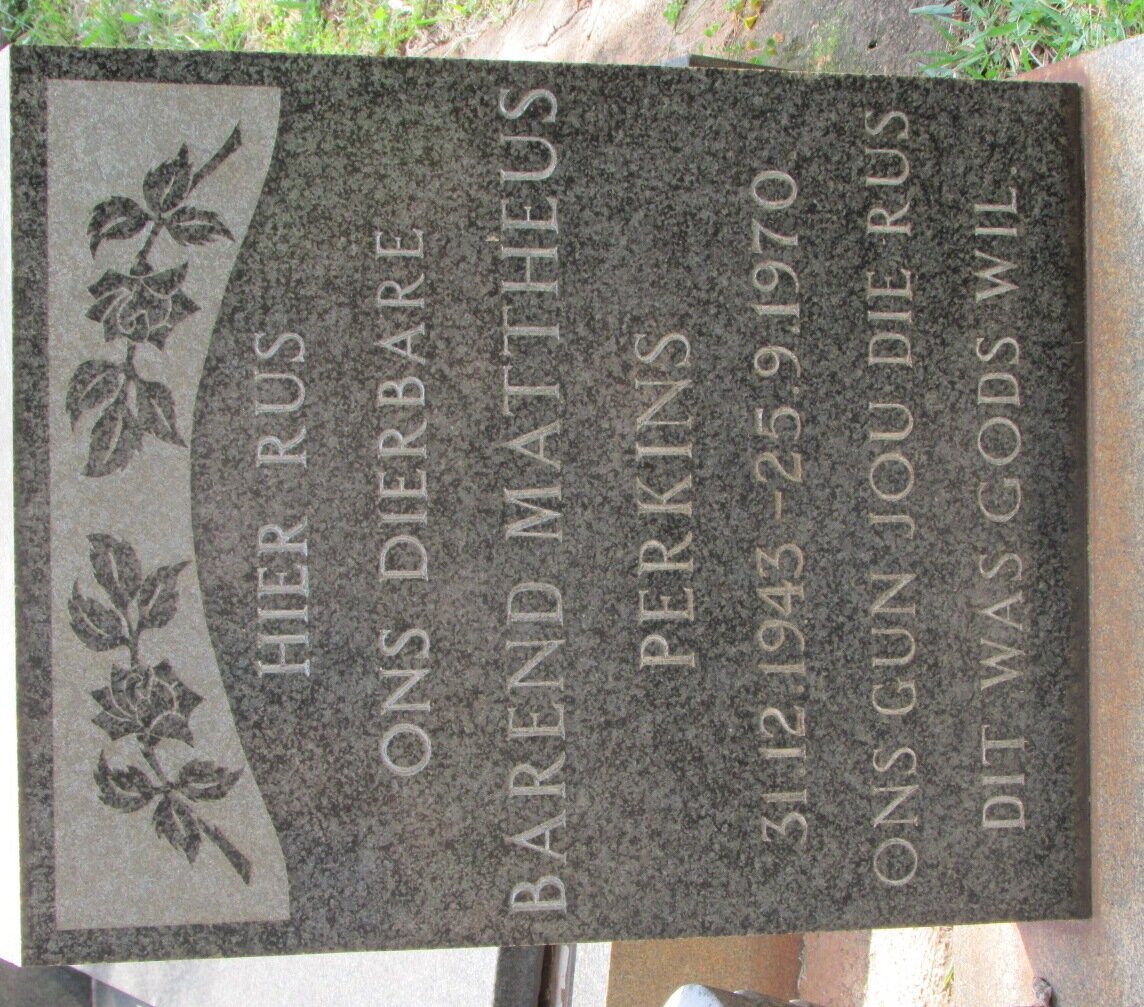 HIER RUS
ONS DIERBARE
BAREND MATTHEUS
PERKINS
31.12.1943 – 25.9.1970.
ONS GUN JOU DIE RUS
DIT WAS GODS WIL.